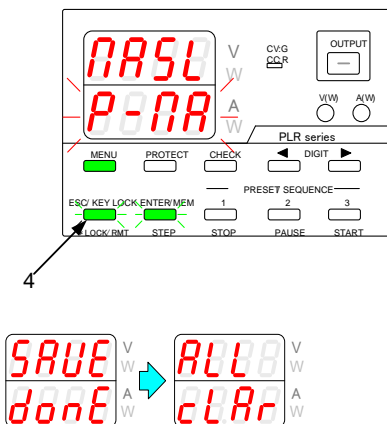 MASL V W
P-MA A W
CV:G
CC:R
OUTPUT
V(W) A(W)
PLR series
MENU PROTECT CHECK ◀ DIGIT ▶
PRESET SEQUENCE
ESC/ KEY LOCK ENTER/MEM 1 2 3
LOCK/RMT STEP STOP PAUSE START
4
SAVE V W
donE A W
ALL V W
cLAr A W